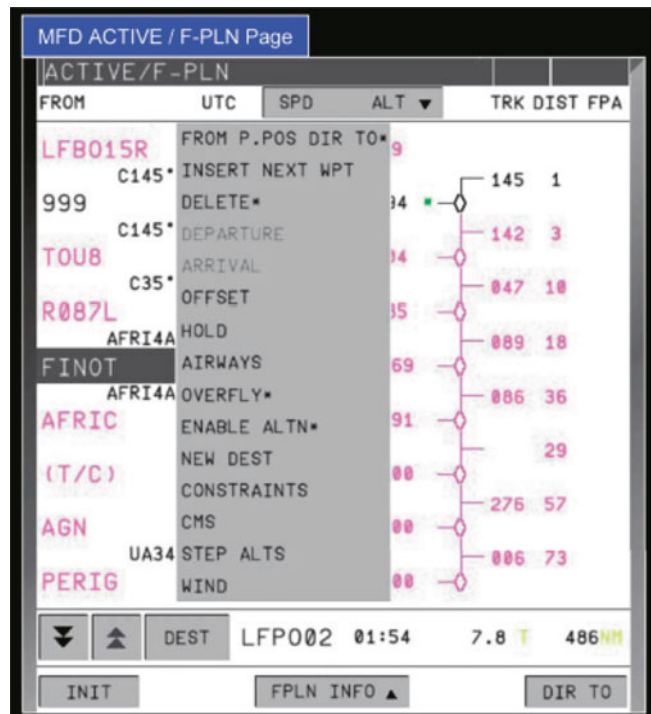 MFD ACTIVE / F-PLN Page
ACTIVE/F-PLN
FROM UTC SPD ALT ▼ TRK DIST FPA
LFBO15R FROM P.POS DIR TO* 9
C145° INSERT NEXT WPT 145 1
999 DELETE* 94
C145° DEPARTURE 142 3
TOU8 ARRIVAL 04
C35° OFFSET 047 10
R087L 35
AFRI4A HOLD 089 18
FINOT AIRWAYS 69
AFRI4A OVERFLY* 086 36
AFRIC ENABLE ALTN* 91
NEW DEST 29
(T/C) 00
CONSTRAINTS 276 57
AGN CMS 00
UA34 STEP ALTS 006 73
PERIG WIND 00
DEST LFPO02 01:54 7.8 T 486NM
INIT FPLN INFO ▲ DIR TO